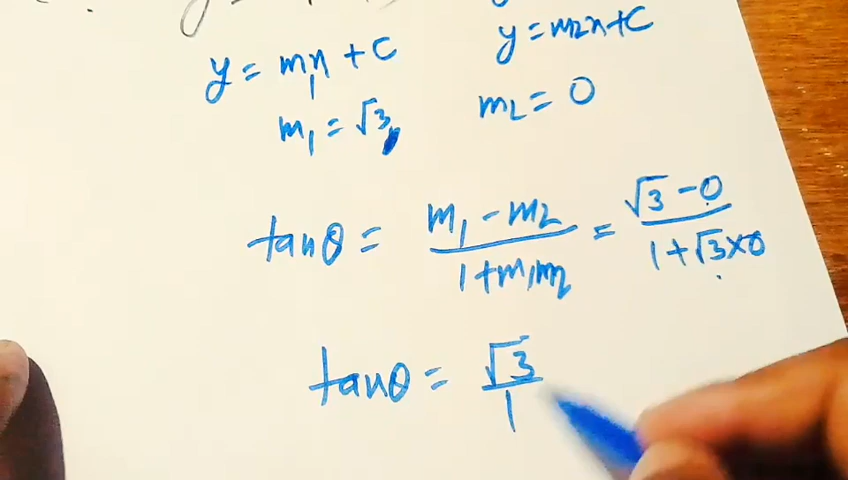 y = m₁x + c    y = m₂x + c
m₁ = √3    m₂ = 0
tanθ = (m₁ - m₂)/(1 + m₁m₂) = (√3 - 0)/(1 + √3 × 0)
tanθ = √3/1